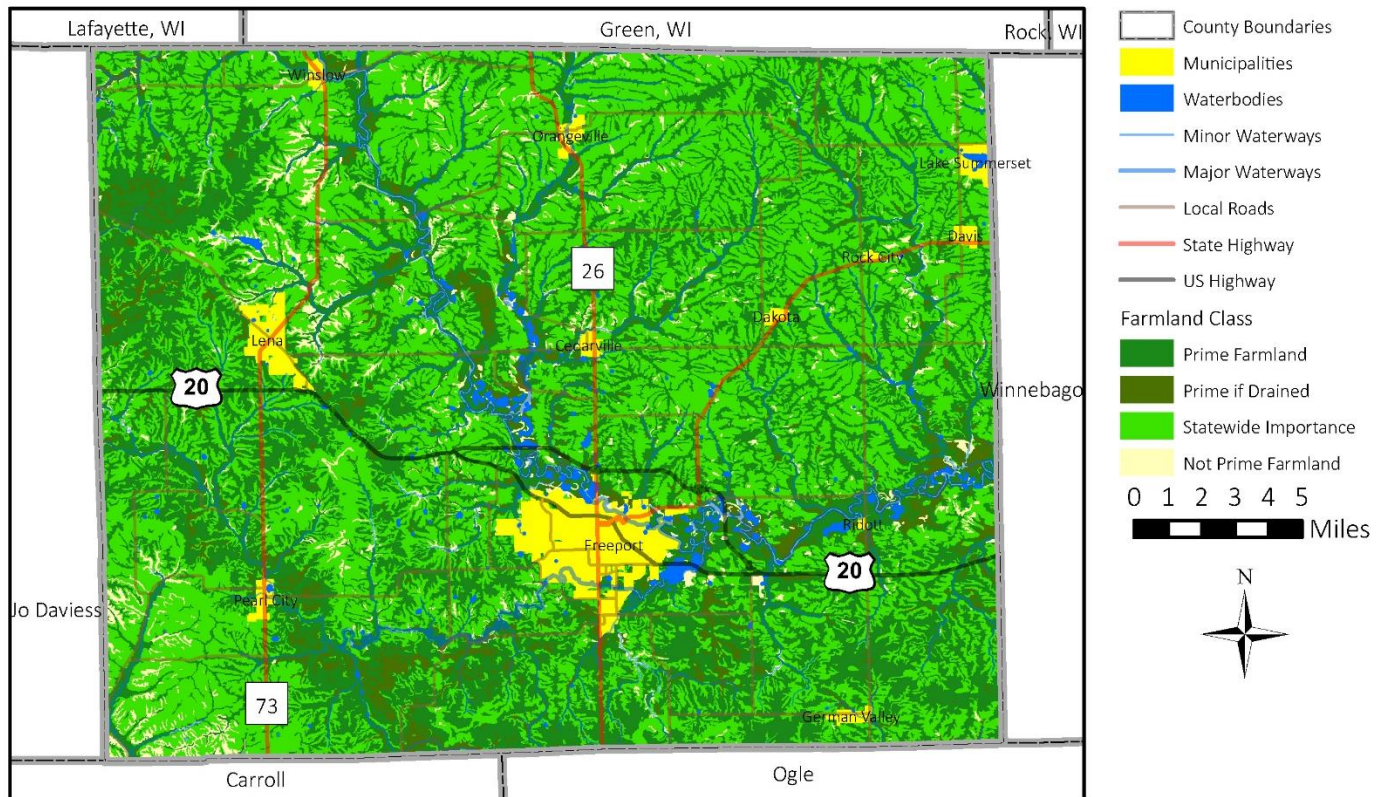 Lafayette, WI
Green, WI
Rock, WI
Winslow
Orangeville
Lake Summerset
Davis
Rock City
26
Dakota
Cedarville
Lena
20
Winnebago
Ridott
Freeport
20
Pearl City
Jo Daviess
73
German Valley
Carroll
Ogle
County Boundaries
Municipalities
Waterbodies
Minor Waterways
Major Waterways
Local Roads
State Highway
US Highway
Farmland Class
Prime Farmland
Prime if Drained
Statewide Importance
Not Prime Farmland
0 1 2 3 4 5
Miles
N